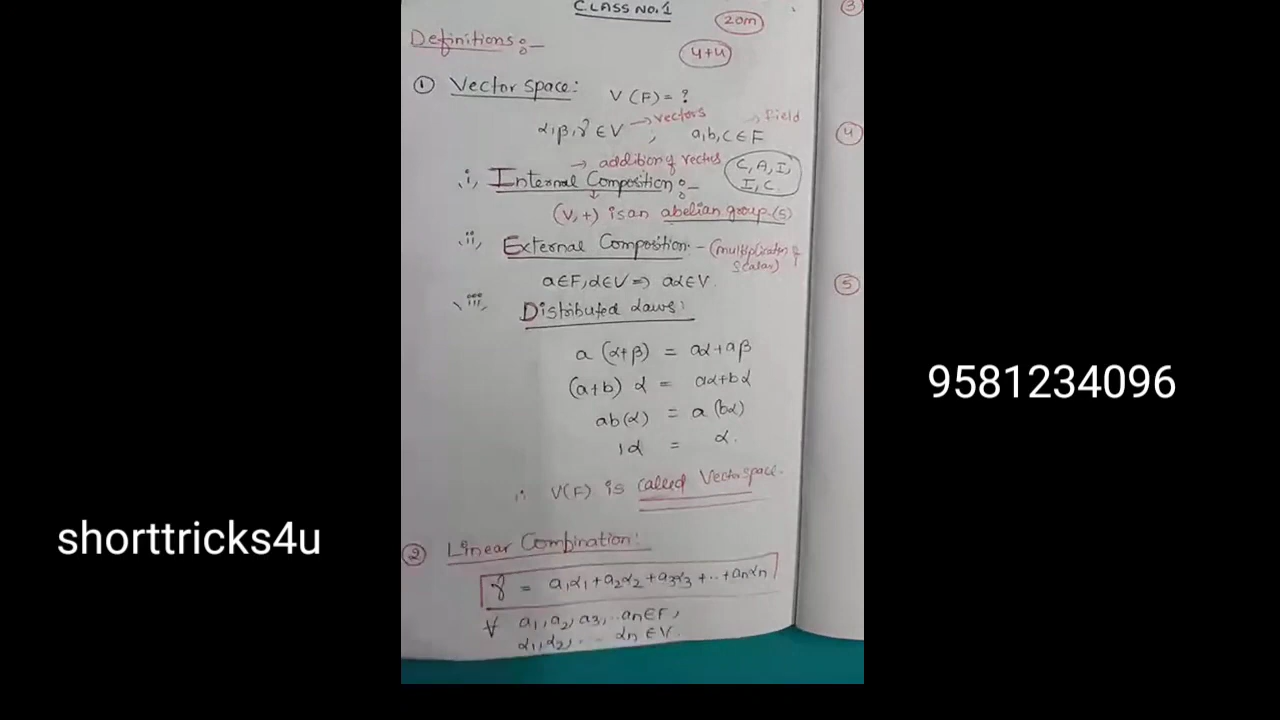 CLASS NO.1
20m
4+4
Definitions:-
① Vector space:
V(F) = ?
α,β,γ ∈ V → vectors ; a,b,c ∈ F → field
→ addition of vectors
i, Internal Composition:-
C, A, I,
I, C.
(V,+) is an abelian group.(5)
ii, External Composition - (multiplication of
scalar)
a∈F, α∈V ⇒ aα∈V.
iii, Distributed Laws:
a (α+β) = aα+aβ
(a+b) α = aα+bα
ab(α) = a (bα)
1α = α.
∴ V(F) is called Vectorspace.
② Linear Combination:
γ = a₁α₁+a₂α₂+a₃α₃+..+anαn
∀ a₁,a₂,a₃,..an∈F,
α₁,α₂,... αn ∈V.
3
4
5
shorttricks4u
9581234096